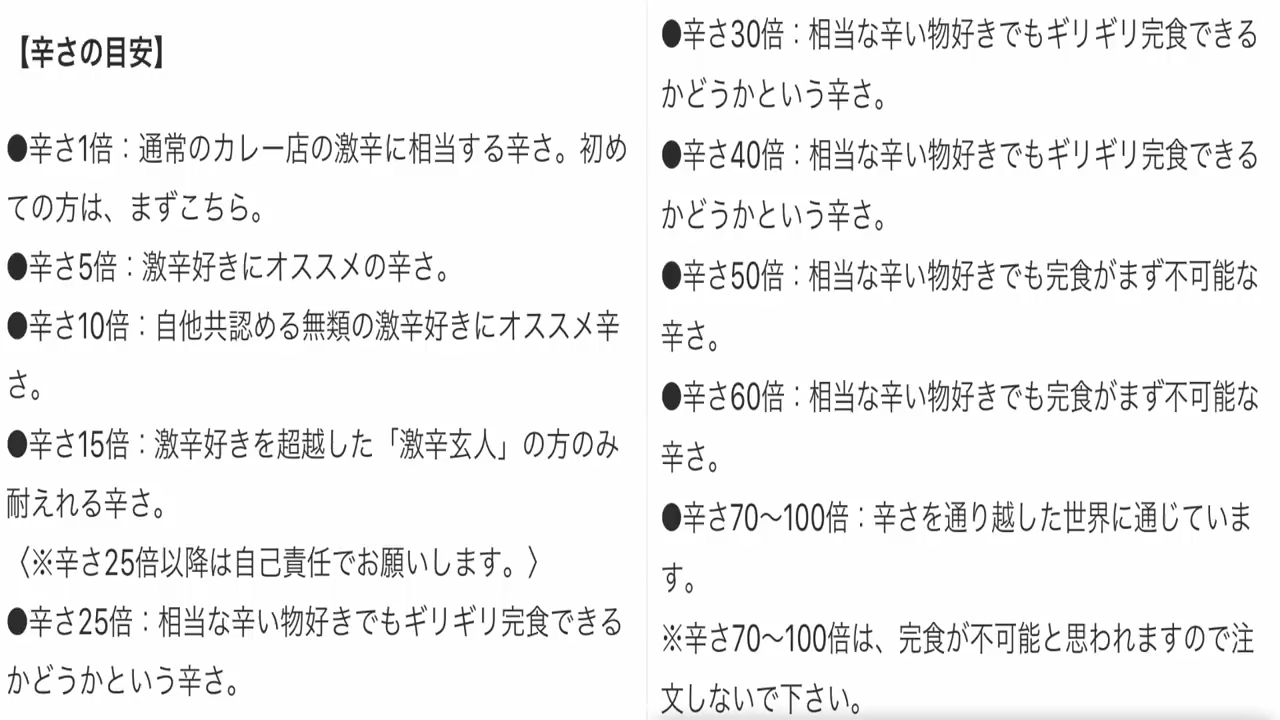 【辛さの目安】
●辛さ1倍：通常のカレー店の激辛に相当する辛さ。初め
ての方は、まずこちら。
●辛さ5倍：激辛好きにオススメの辛さ。
●辛さ10倍：自他共認める無類の激辛好きにオススメ辛
さ。
●辛さ15倍：激辛好きを超越した「激辛玄人」の方のみ
耐えれる辛さ。
〈※辛さ25倍以降は自己責任でお願いします。〉
●辛さ25倍：相当な辛い物好きでもギリギリ完食できる
かどうかという辛さ。
●辛さ30倍：相当な辛い物好きでもギリギリ完食できる
かどうかという辛さ。
●辛さ40倍：相当な辛い物好きでもギリギリ完食できる
かどうかという辛さ。
●辛さ50倍：相当な辛い物好きでも完食がまず不可能な
辛さ。
●辛さ60倍：相当な辛い物好きでも完食がまず不可能な
辛さ。
●辛さ70〜100倍：辛さを通り越した世界に通じていま
す。
※辛さ70〜100倍は、完食が不可能と思われますので注
文しないで下さい。